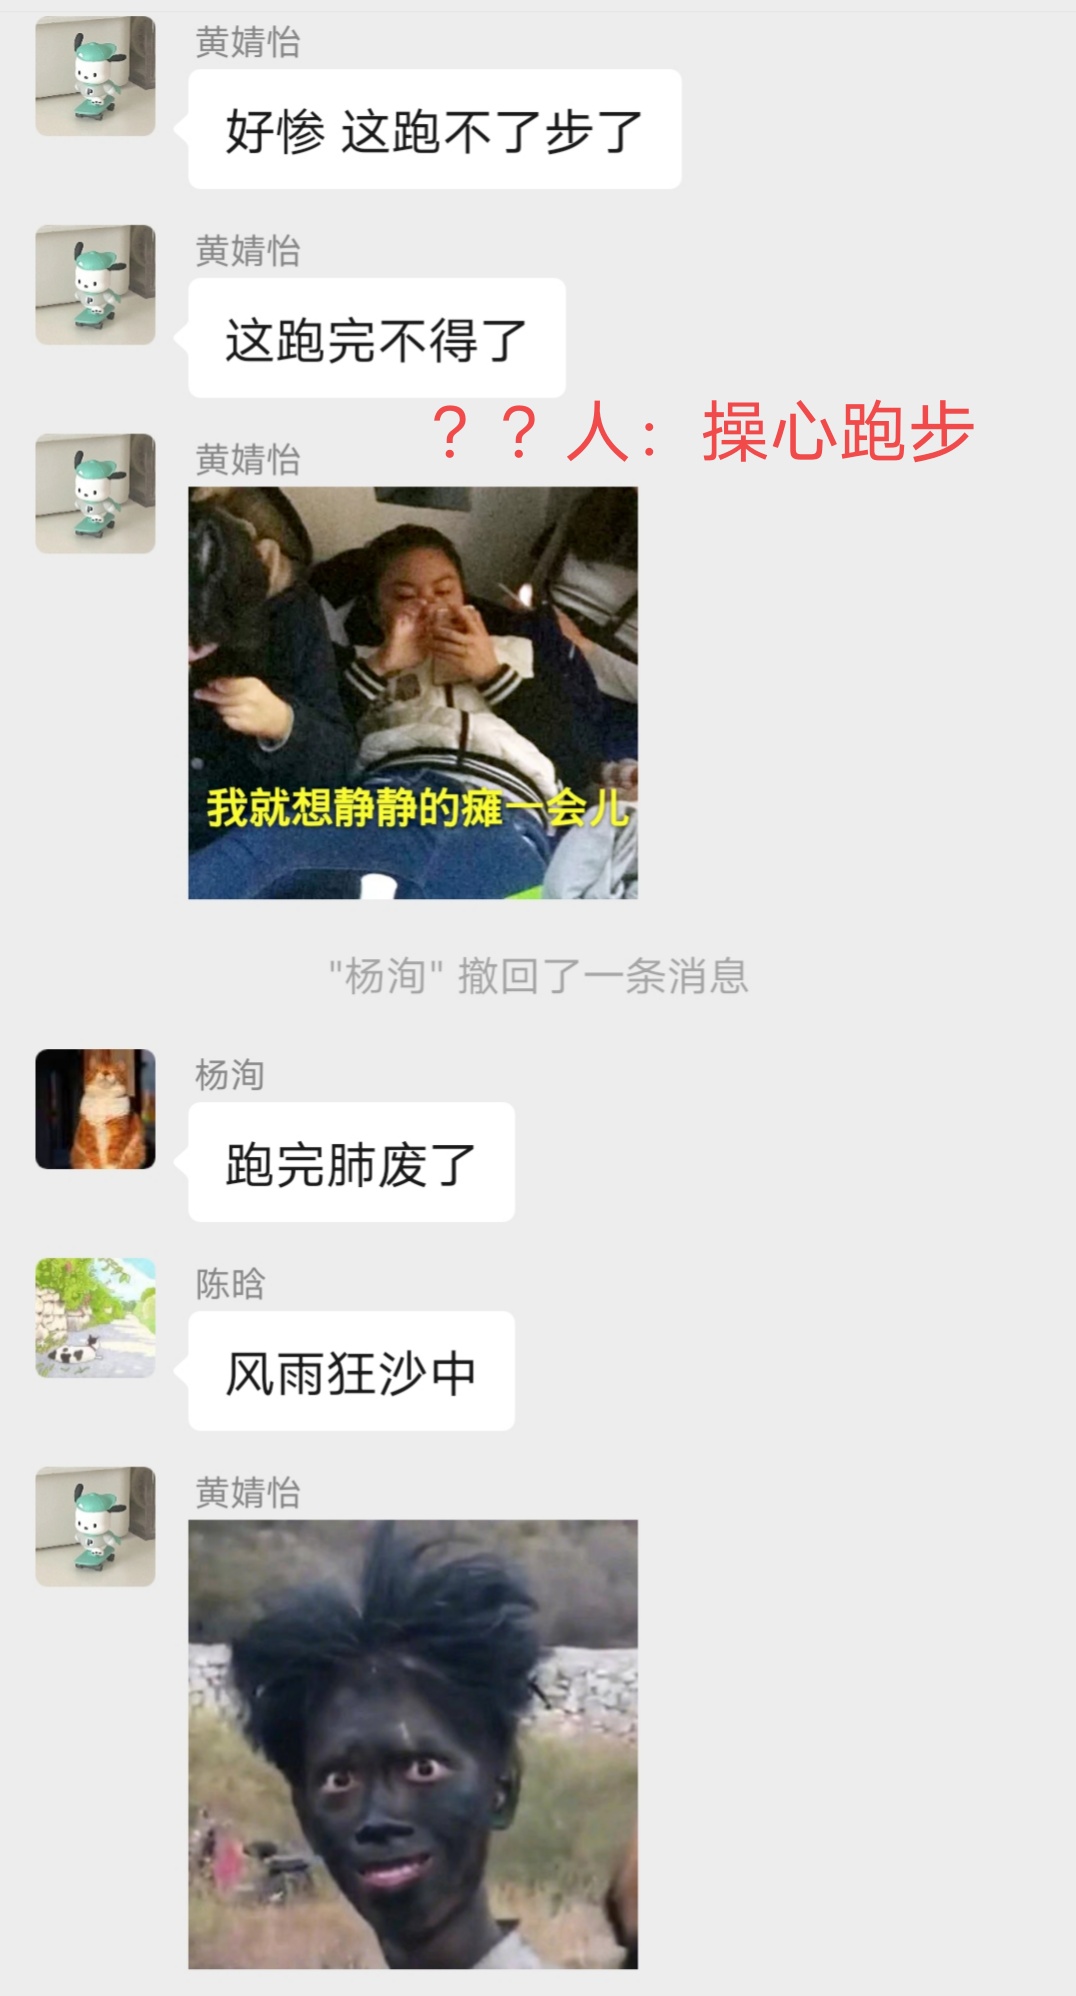 黄婧怡
好惨 这跑不了步了
黄婧怡
这跑完不得了
？？人：操心跑步
黄婧怡
我就想静静的瘫一会儿
"杨洵" 撤回了一条消息
杨洵
跑完肺废了
陈晗
风雨狂沙中
黄婧怡